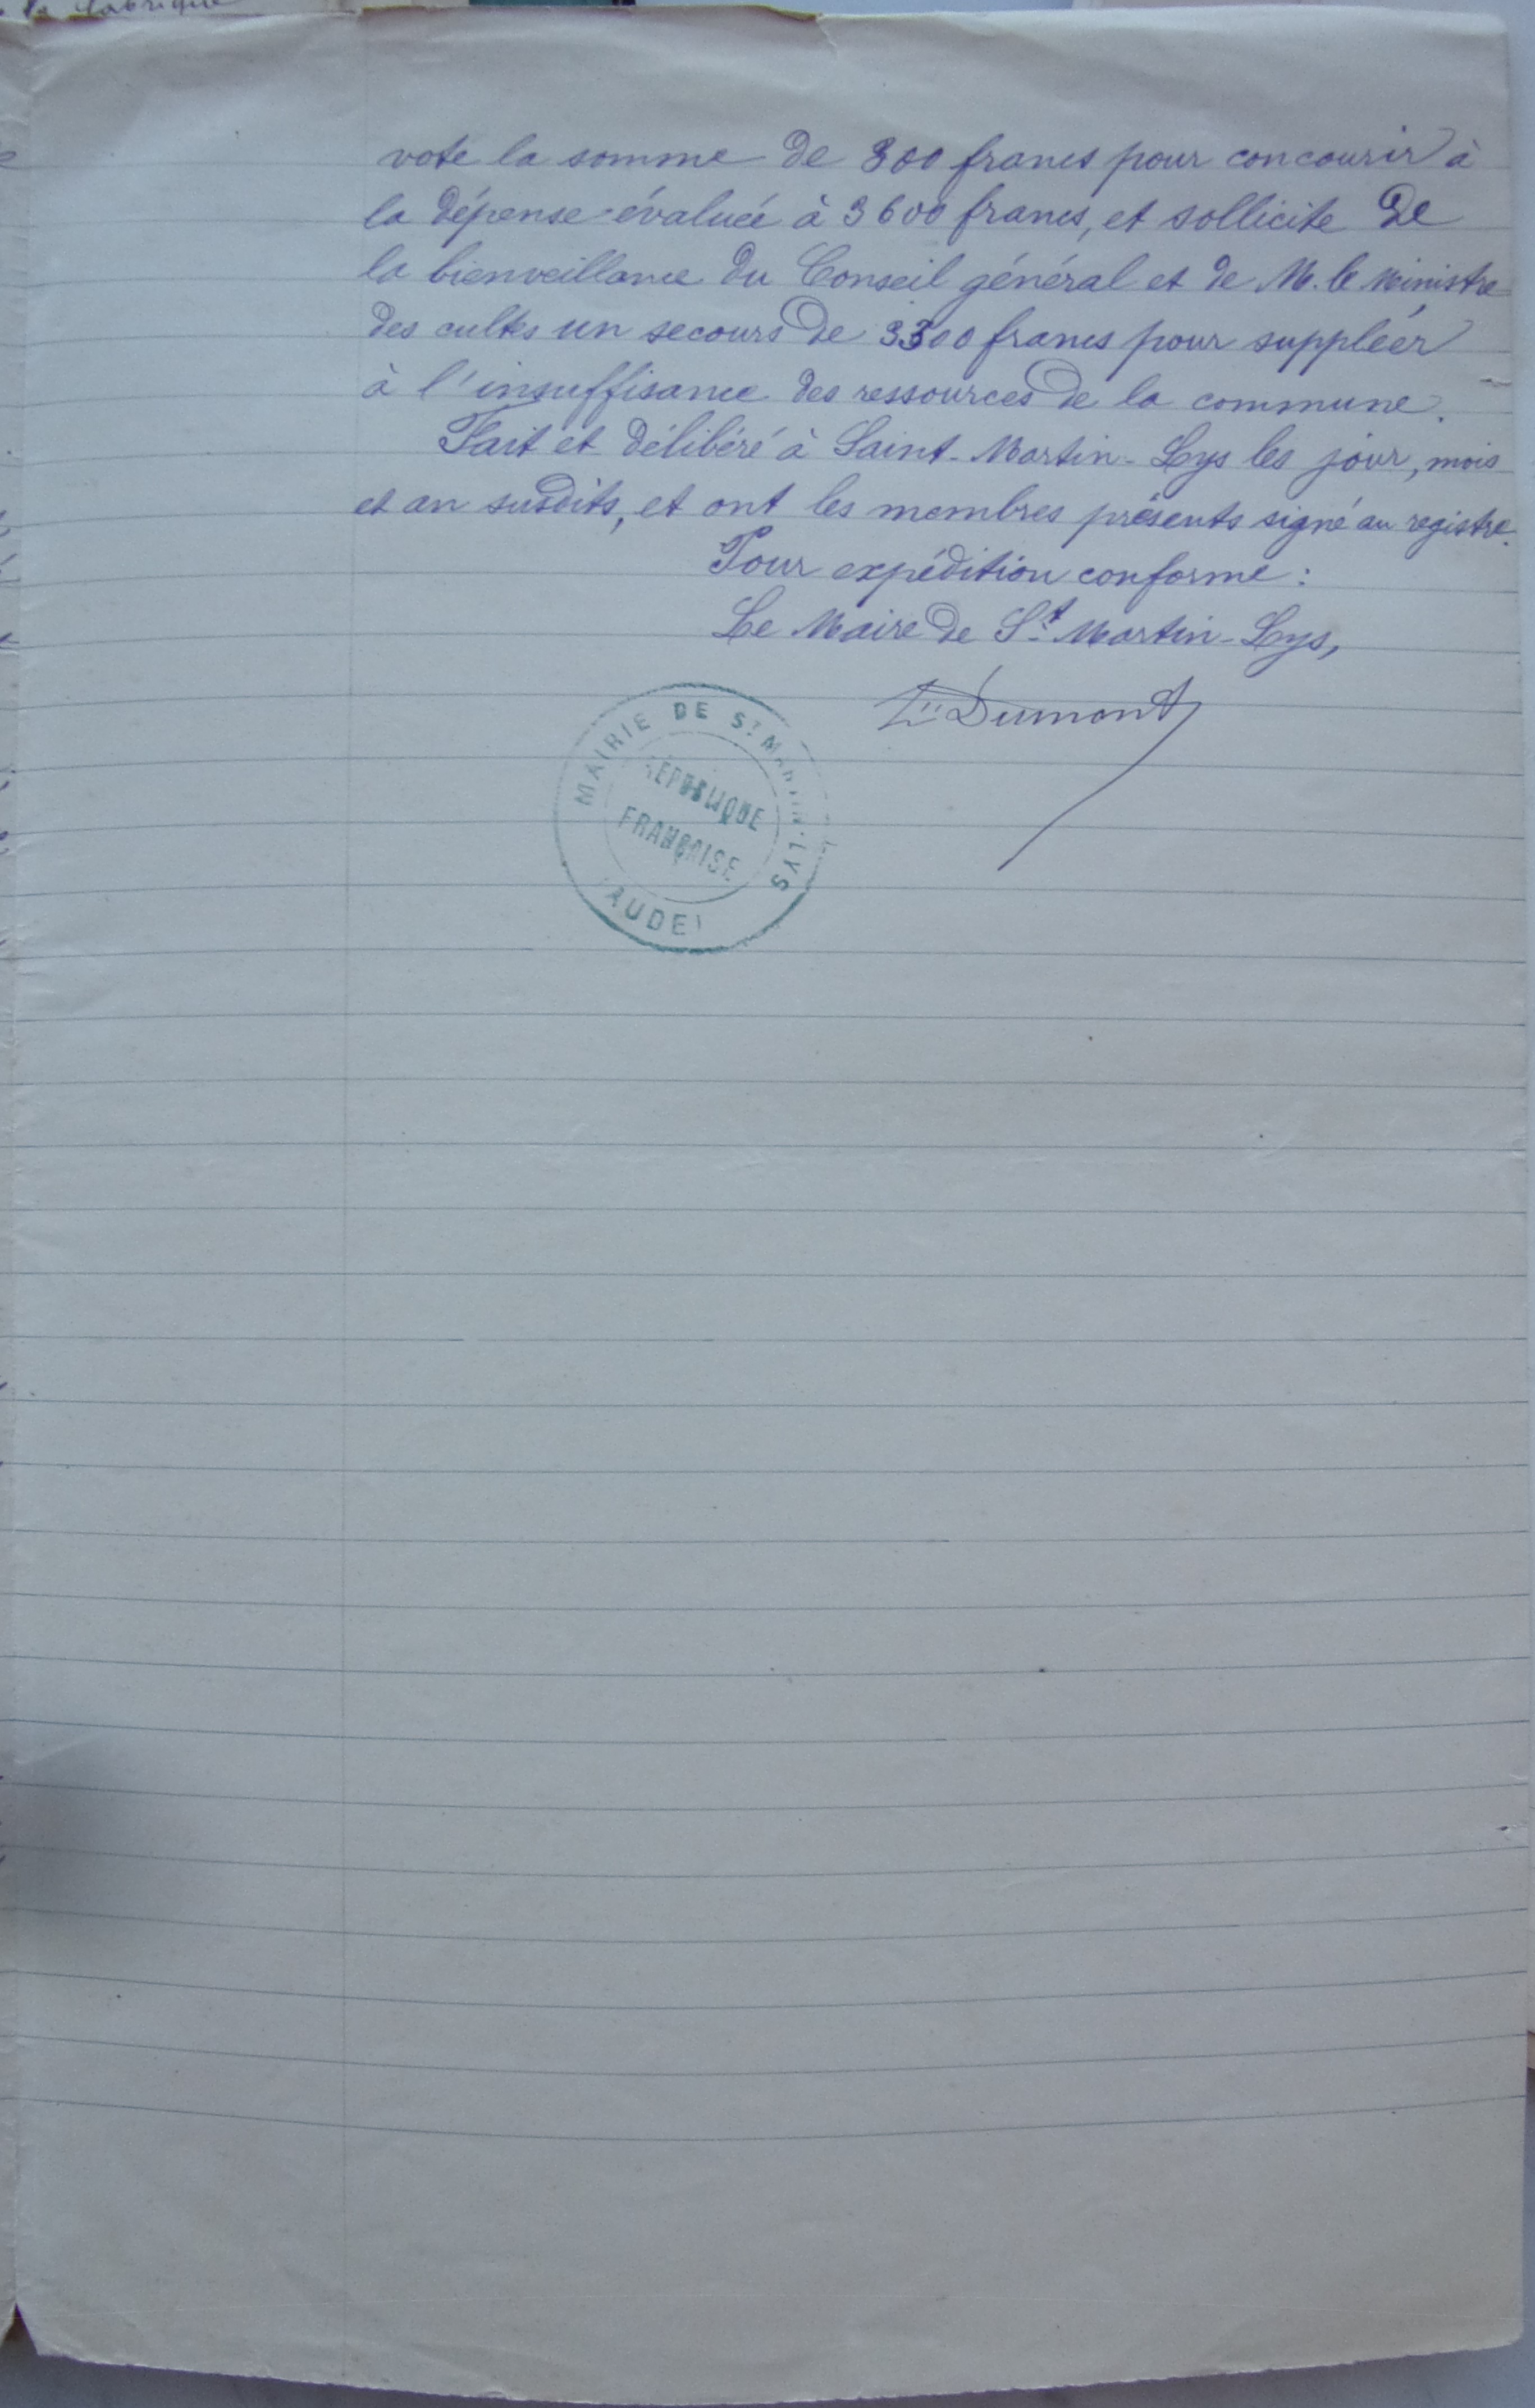 la fabrique
vote la somme de 300 francs pour concourir à
la dépense évaluée à 3600 francs, et sollicite de
la bienveillance du Conseil général et de M. le Ministre
des cultes un secours de 3300 francs pour suppléer
à l'insuffisance des ressources de la commune.
Fait et délibéré à Saint-Martin-Lys les jour, mois
et an susdits, et ont les membres présents signé au registre.
Pour expédition conforme :
Le Maire de St Martin-Lys,
Dumont
MAIRIE DE ST MARTIN-LYS
REPUBLIQUE
FRANÇAISE
(AUDE)